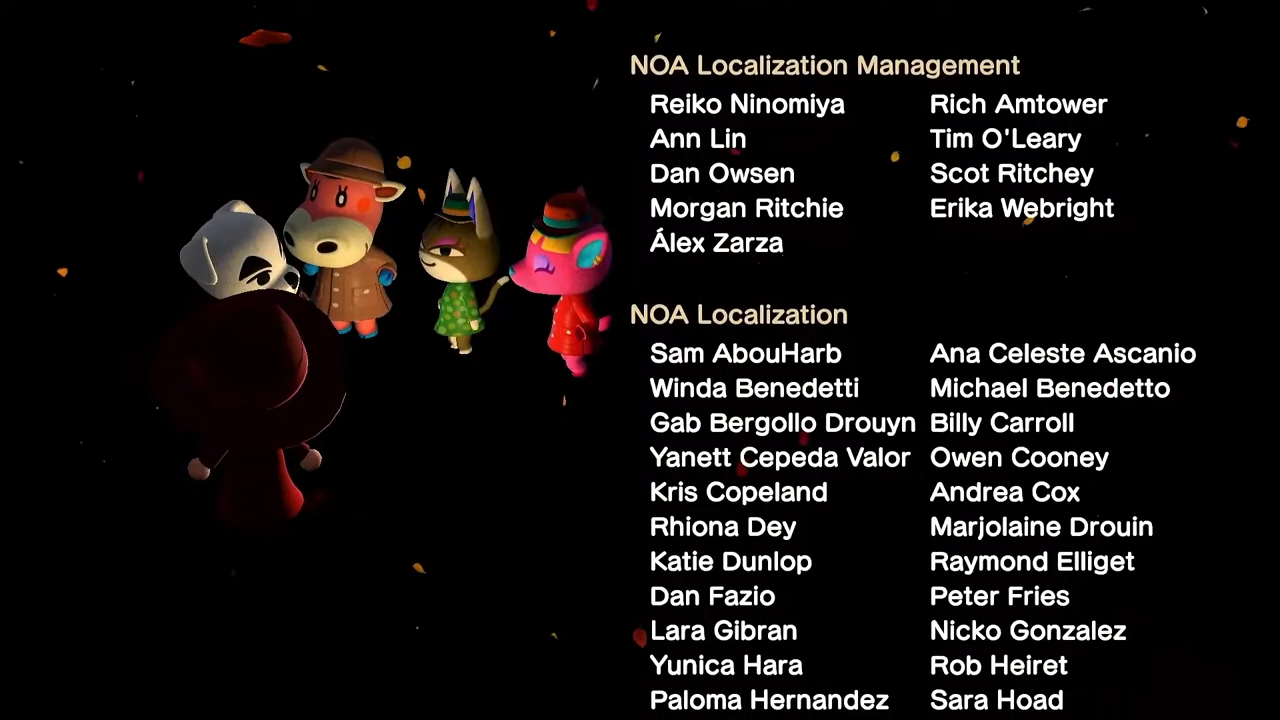 NOA Localization Management
Reiko Ninomiya Rich Amtower
Ann Lin Tim O'Leary
Dan Owsen Scot Ritchey
Morgan Ritchie Erika Webright
Álex Zarza
NOA Localization
Sam AbouHarb Ana Celeste Ascanio
Winda Benedetti Michael Benedetto
Gab Bergollo Drouyn Billy Carroll
Yanett Cepeda Valor Owen Cooney
Kris Copeland Andrea Cox
Rhiona Dey Marjolaine Drouin
Katie Dunlop Raymond Elliget
Dan Fazio Peter Fries
Lara Gibran Nicko Gonzalez
Yunica Hara Rob Heiret
Paloma Hernandez Sara Hoad